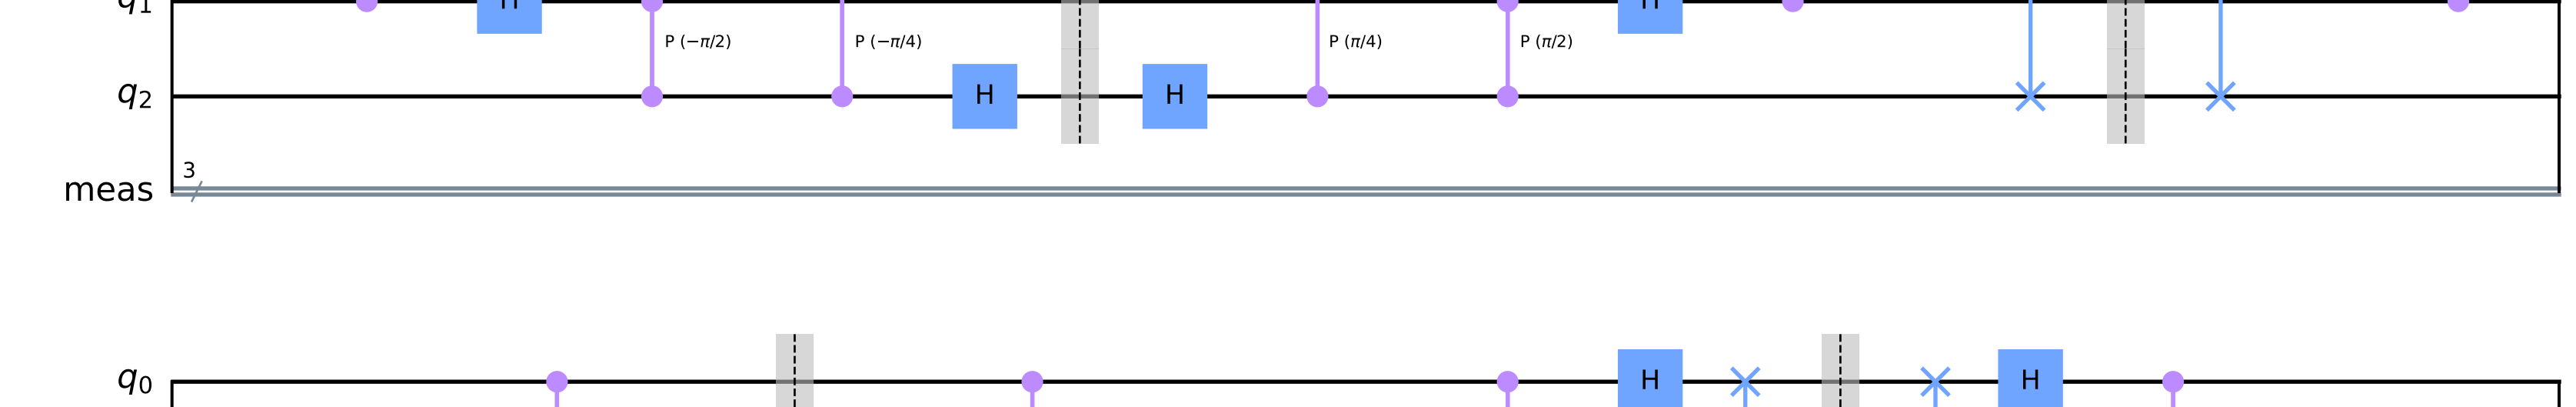 q1 H H
P (−π/2) P (−π/4) P (π/4) P (π/2)
q2 H H
3
meas
q0 H H